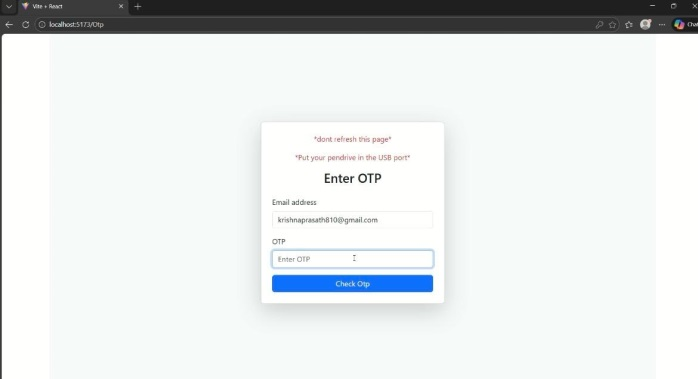 Vite + React
localhost:5173/Otp
Chat
*dont refresh this page*
*Put your pendrive in the USB port*
Enter OTP
Email address
krishnaprasath810@gmail.com
OTP
Enter OTP
Check Otp